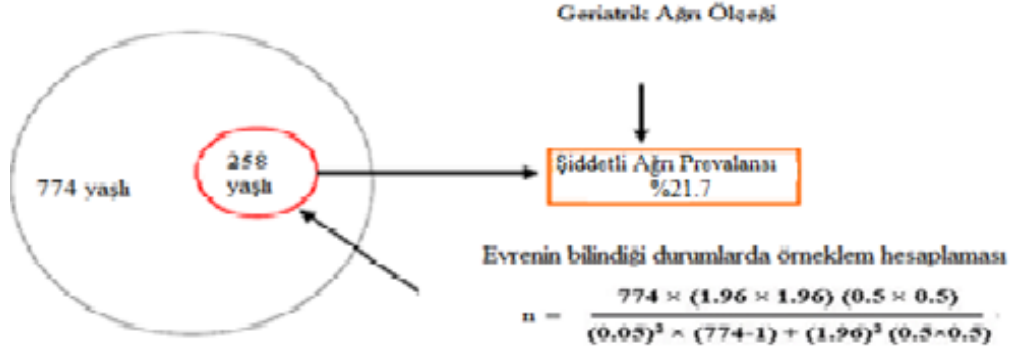 Geriatrik Ağrı Ölçeği
258
yaşlı
774 yaşlı
Şiddetli Ağrı Prevalansı
%21.7
Evrenin bilindiği durumlarda örneklem hesaplaması
n = 774 × (1.96 × 1.96) (0.5 × 0.5)
(0.05)² × (774-1) + (1.96)² (0.5×0.5)